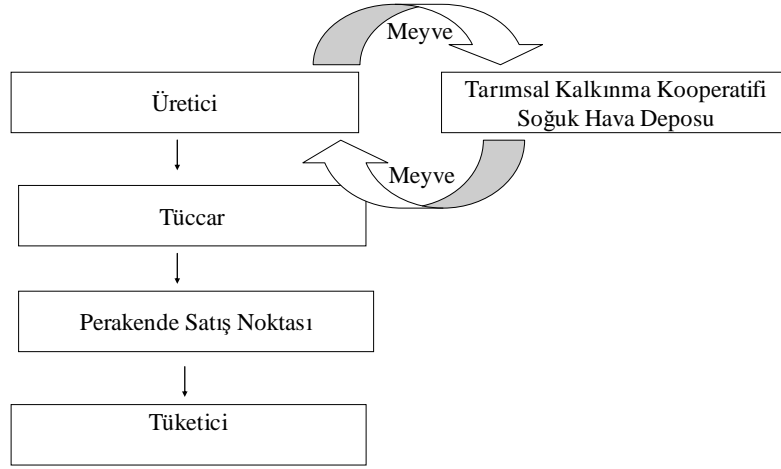 Meyve
Üretici
Tarımsal Kalkınma Kooperatifi
Soğuk Hava Deposu
Meyve
Tüccar
Perakende Satış Noktası
Tüketici